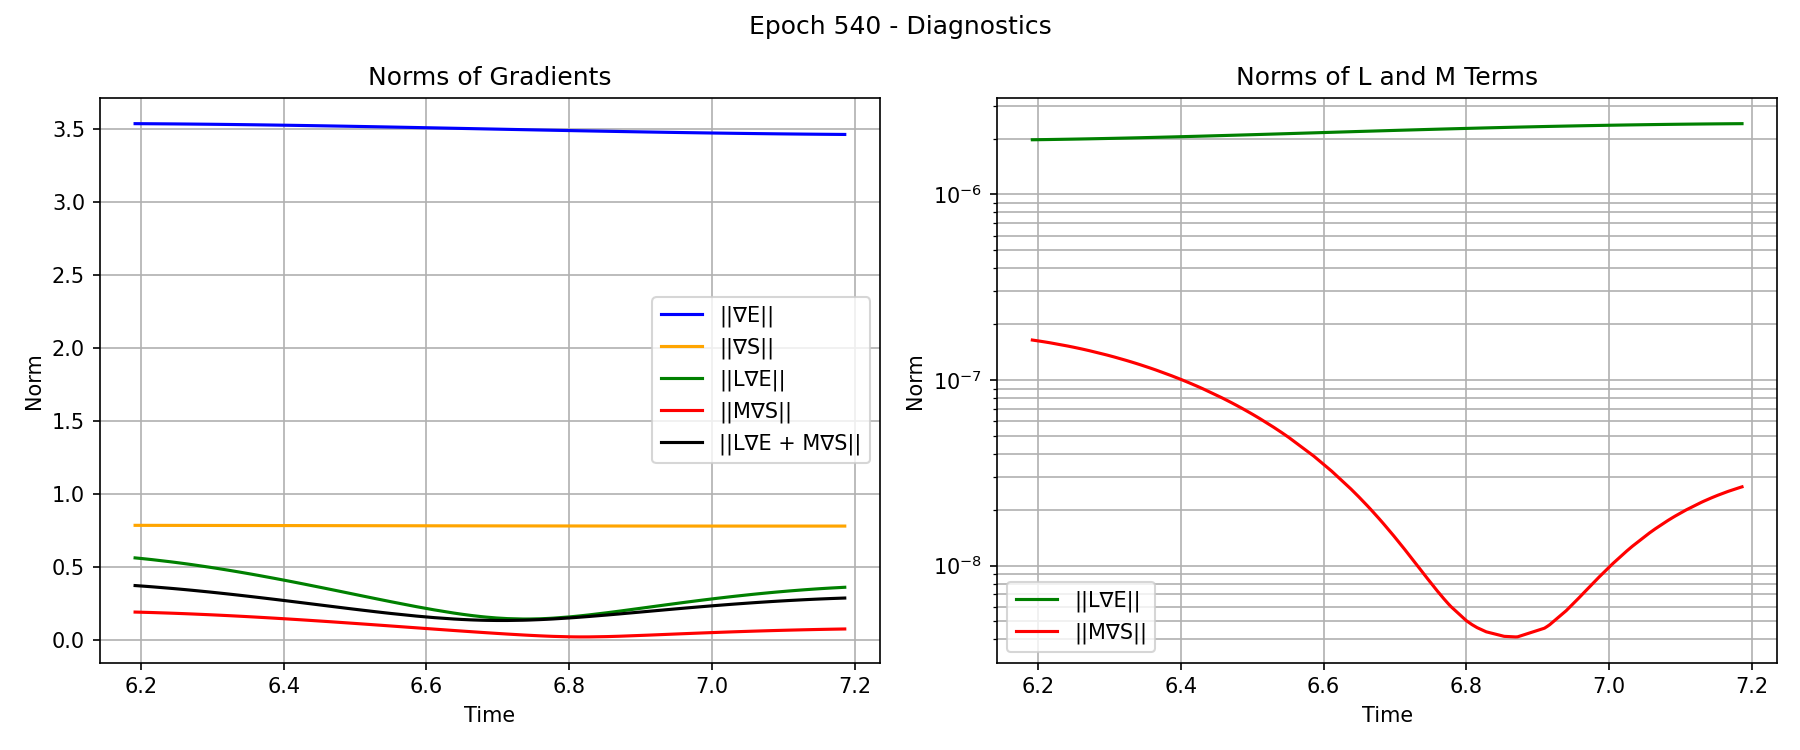 Epoch 540 - Diagnostics
Norms of Gradients
Norm
3.5
3.0
2.5
2.0
1.5
1.0
0.5
0.0
||∇E||
||∇S||
||L∇E||
||M∇S||
||L∇E + M∇S||
6.2 6.4 6.6 6.8 7.0 7.2
Time
Norms of L and M Terms
Norm
10⁻⁶
10⁻⁷
10⁻⁸
||L∇E||
||M∇S||
6.2 6.4 6.6 6.8 7.0 7.2
Time